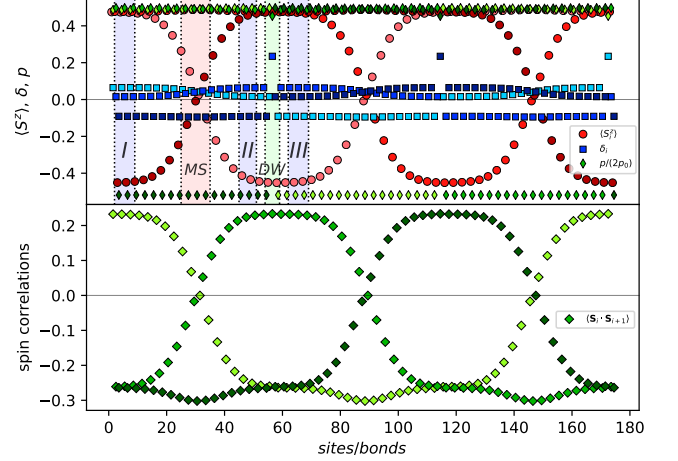 0.4
0.2
0.0
−0.2
−0.4
⟨S^z⟩, δ, p
I
MS
II
DW
III
⟨S_i^z⟩
δ_i
p/(2p_0)
0.2
0.1
0.0
−0.1
−0.2
−0.3
spin correlations
⟨S_i · S_{i+1}⟩
0 20 40 60 80 100 120 140 160 180
sites/bonds